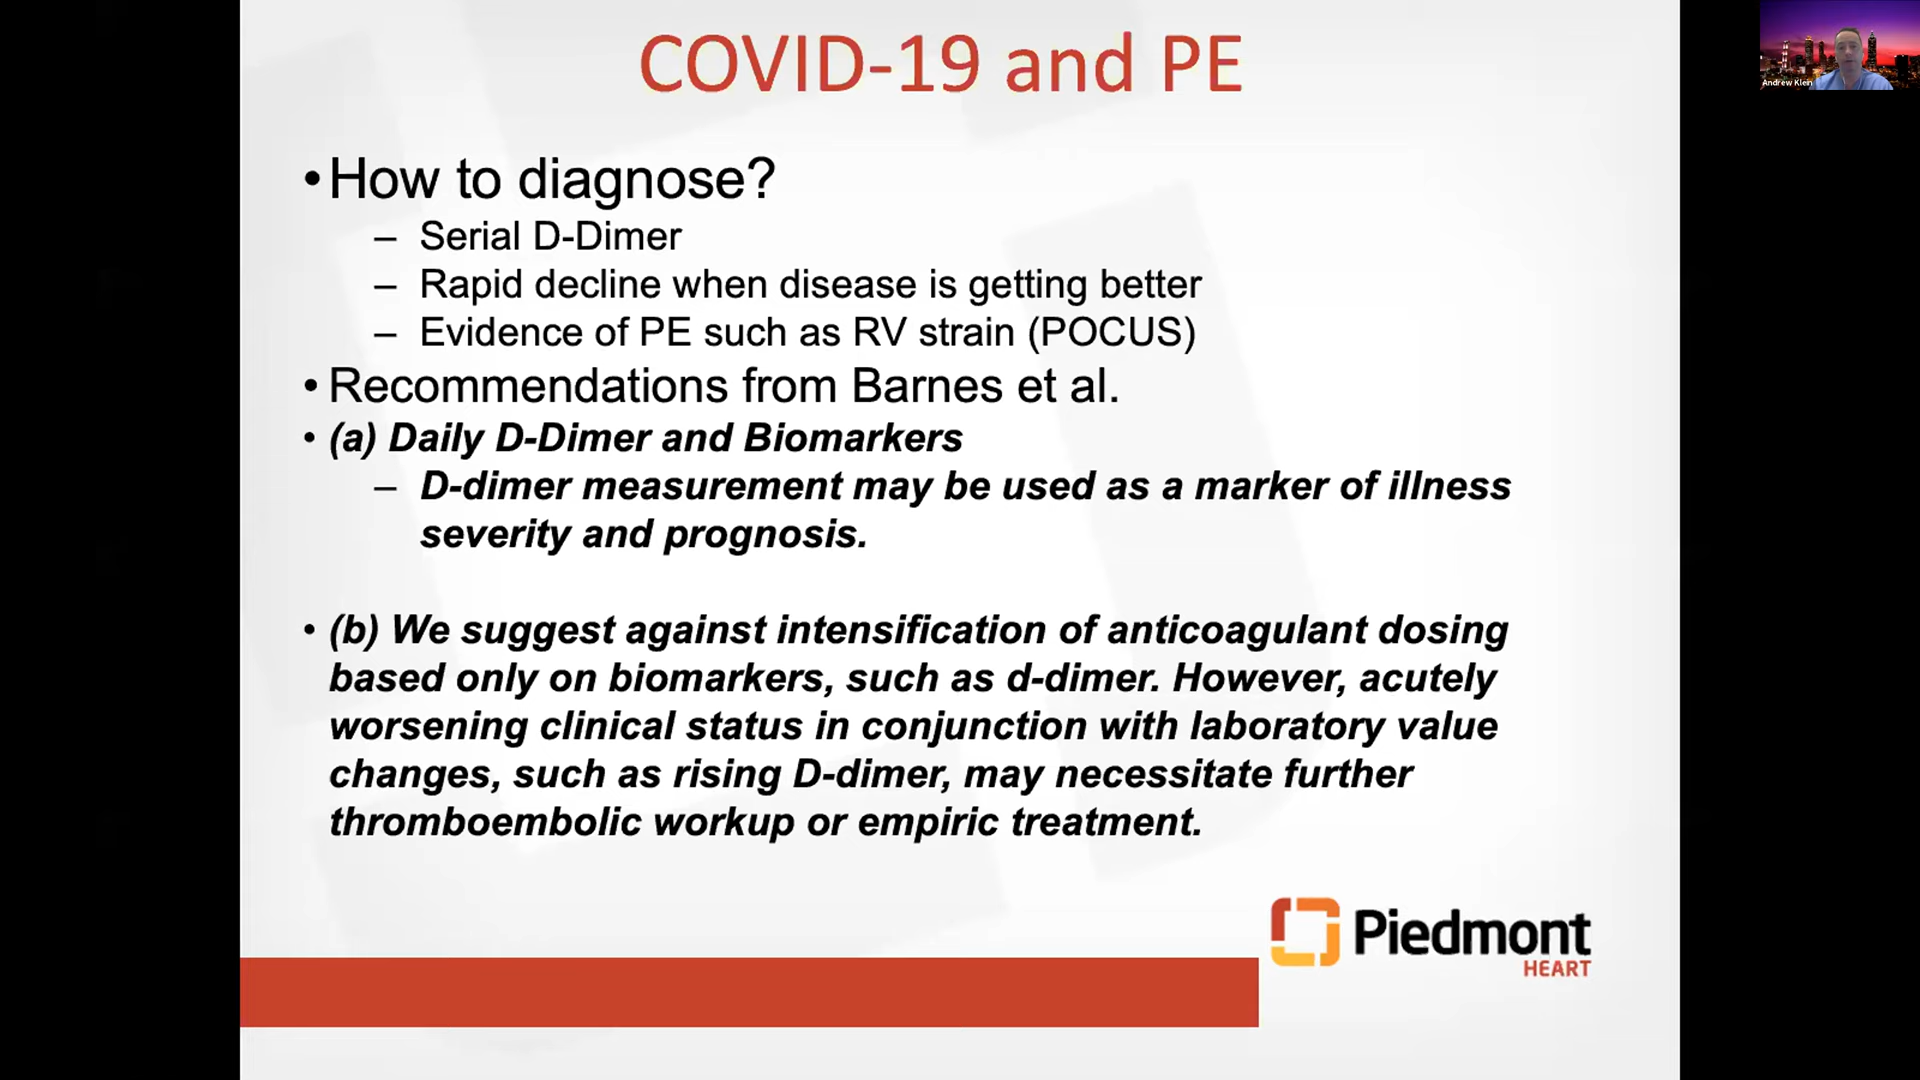 COVID-19 and PE
Andrew Klein
•How to diagnose?
– Serial D-Dimer
– Rapid decline when disease is getting better
– Evidence of PE such as RV strain (POCUS)
• Recommendations from Barnes et al.
• (a) Daily D-Dimer and Biomarkers
– D-dimer measurement may be used as a marker of illness
severity and prognosis.
• (b) We suggest against intensification of anticoagulant dosing
based only on biomarkers, such as d-dimer. However, acutely
worsening clinical status in conjunction with laboratory value
changes, such as rising D-dimer, may necessitate further
thromboembolic workup or empiric treatment.
Piedmont
HEART